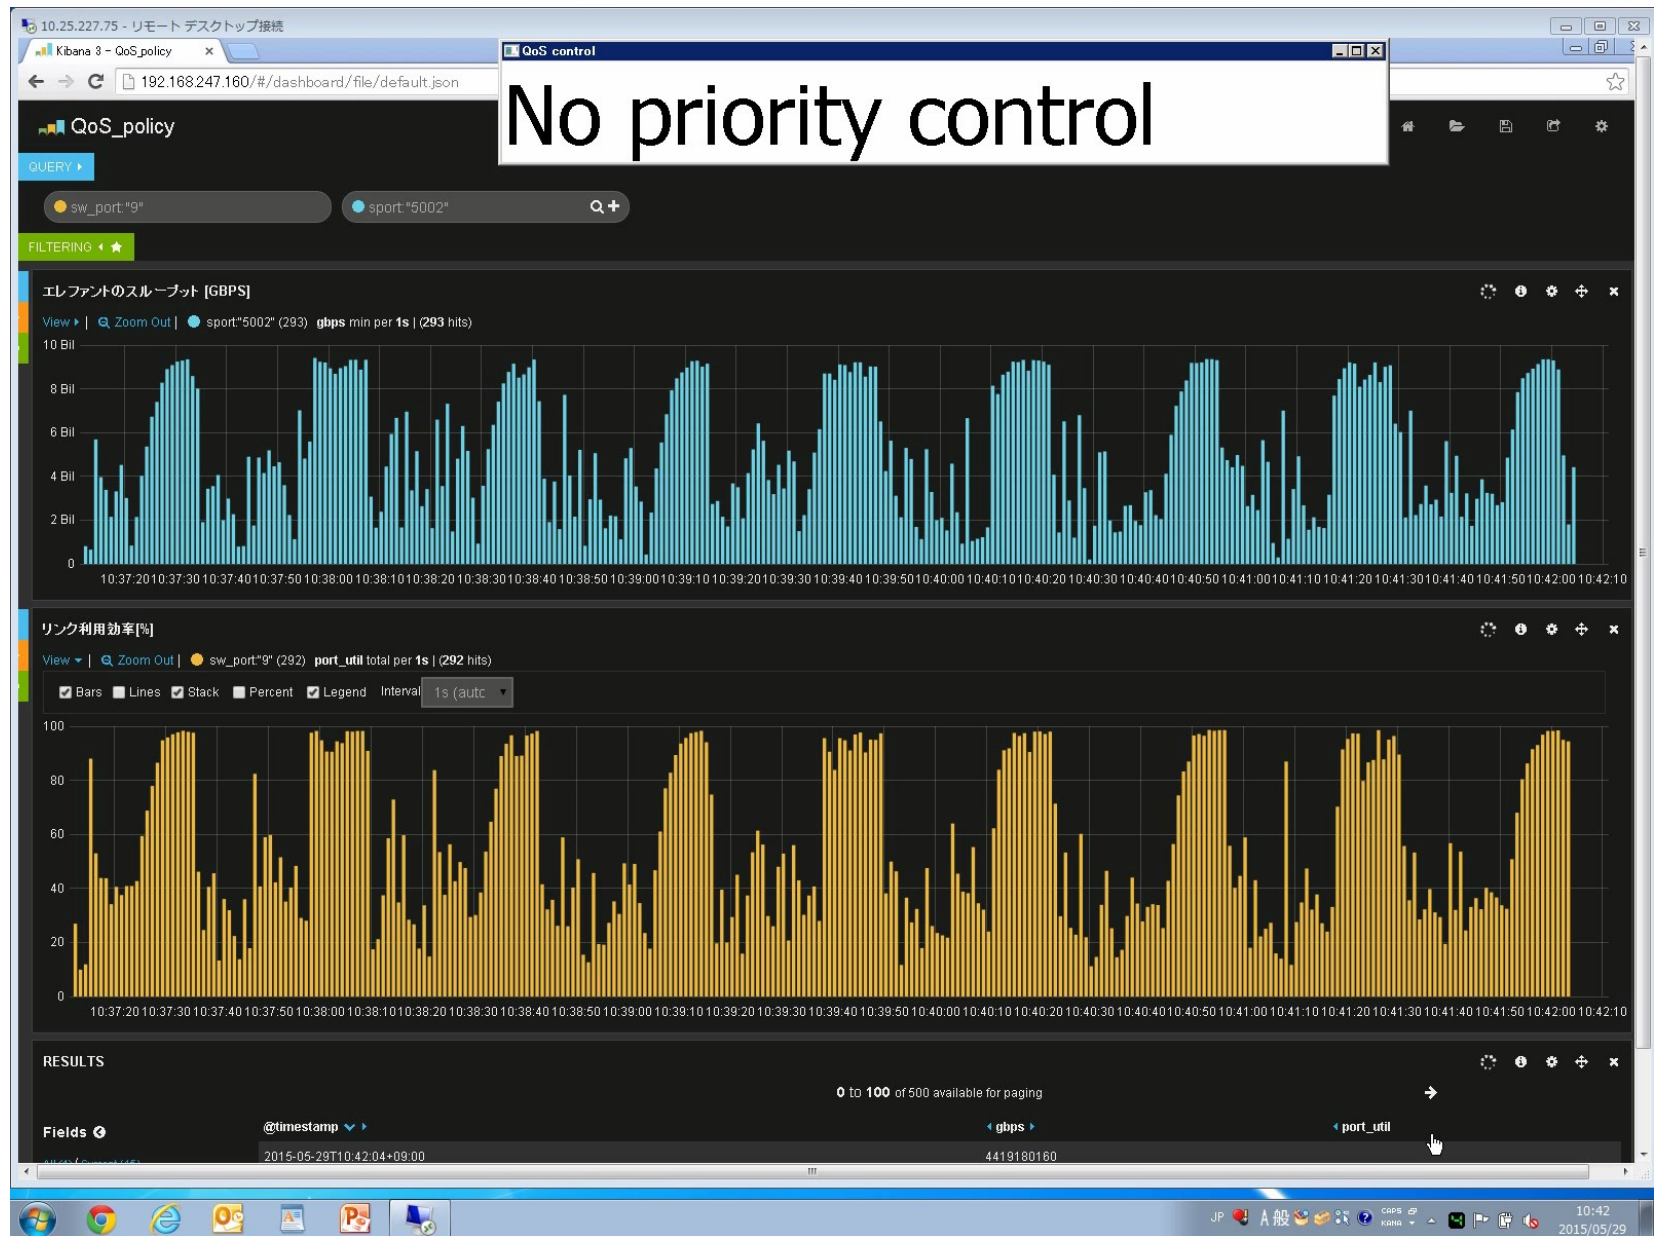 10.25.227.75 - リモート デスクトップ接続
Kibana 3 - QoS_policy
QoS control
192.168.247.160/#/dashboard/file/default.json
No priority control
QoS_policy
QUERY
sw_port:"9"
sport:"5002"
FILTERING
エレファントのスループット [GBPS]
View | Zoom Out | sport:"5002" (293) gbps min per 1s | (293 hits)
10 Bil
8 Bil
6 Bil
4 Bil
2 Bil
0
10:37:20 10:37:30 10:37:40 10:37:50 10:38:00 10:38:10 10:38:20 10:38:30 10:38:40 10:38:50 10:39:00 10:39:10 10:39:20 10:39:30 10:39:40 10:39:50 10:40:00 10:40:10 10:40:20 10:40:30 10:40:40 10:40:50 10:41:00 10:41:10 10:41:20 10:41:30 10:41:40 10:41:50 10:42:00 10:42:10
リンク利用効率[%]
View | Zoom Out | sw_port:"9" (292) port_util total per 1s | (292 hits)
Bars Lines Stack Percent Legend Interval 1s (autc
100
80
60
40
20
0
10:37:20 10:37:30 10:37:40 10:37:50 10:38:00 10:38:10 10:38:20 10:38:30 10:38:40 10:38:50 10:39:00 10:39:10 10:39:20 10:39:30 10:39:40 10:39:50 10:40:00 10:40:10 10:40:20 10:40:30 10:40:40 10:40:50 10:41:00 10:41:10 10:41:20 10:41:30 10:41:40 10:41:50 10:42:00 10:42:10
RESULTS
0 to 100 of 500 available for paging
Fields
@timestamp
gbps
port_util
2015-05-29T10:42:04+09:00
4419180160
JP
A 般
CAPS
KANA
10:42
2015/05/29